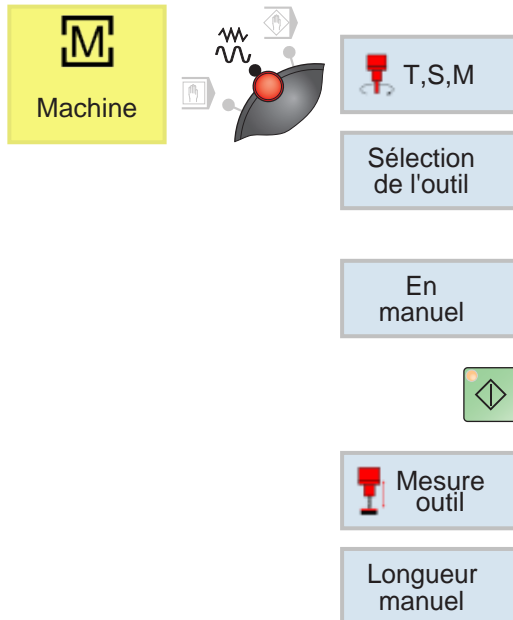 M
Machine
T,S,M
Sélection
de l'outil
En
manuel
Mesure
outil
Longueur
manuel